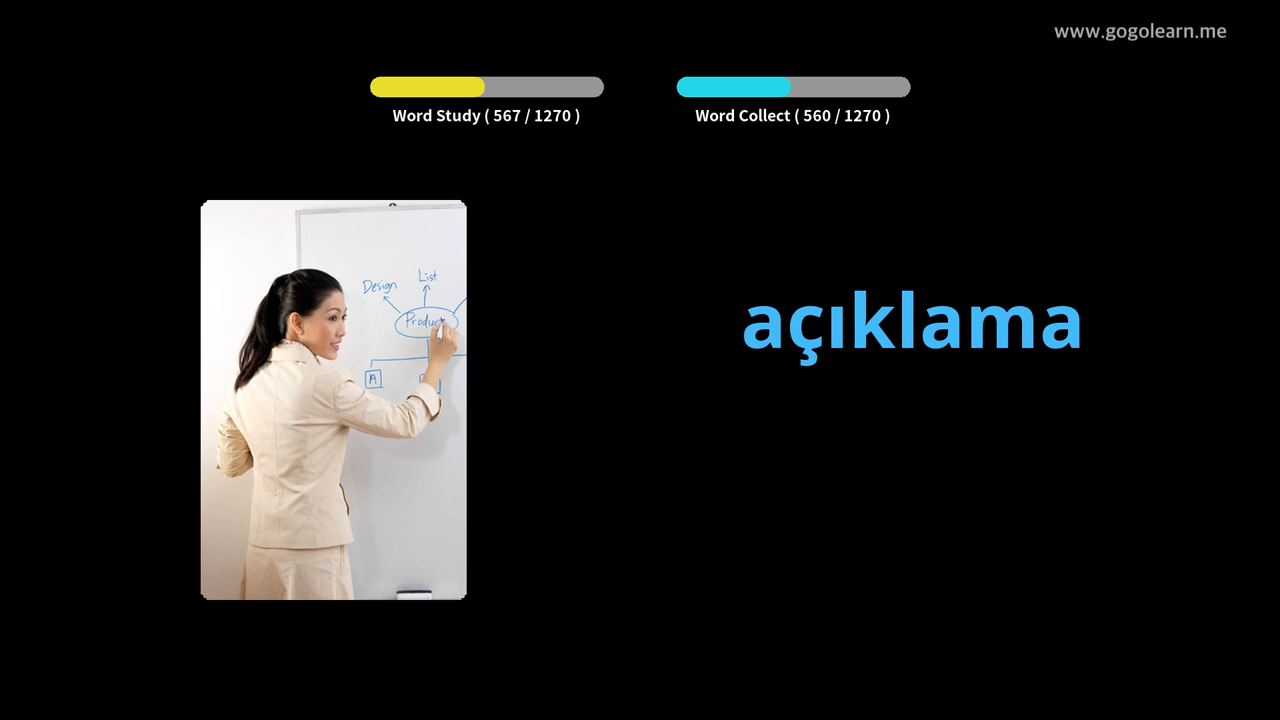 www.gogolearn.me
Word Study ( 567 / 1270 )
Word Collect ( 560 / 1270 )
List
Design
Product
A
açıklama